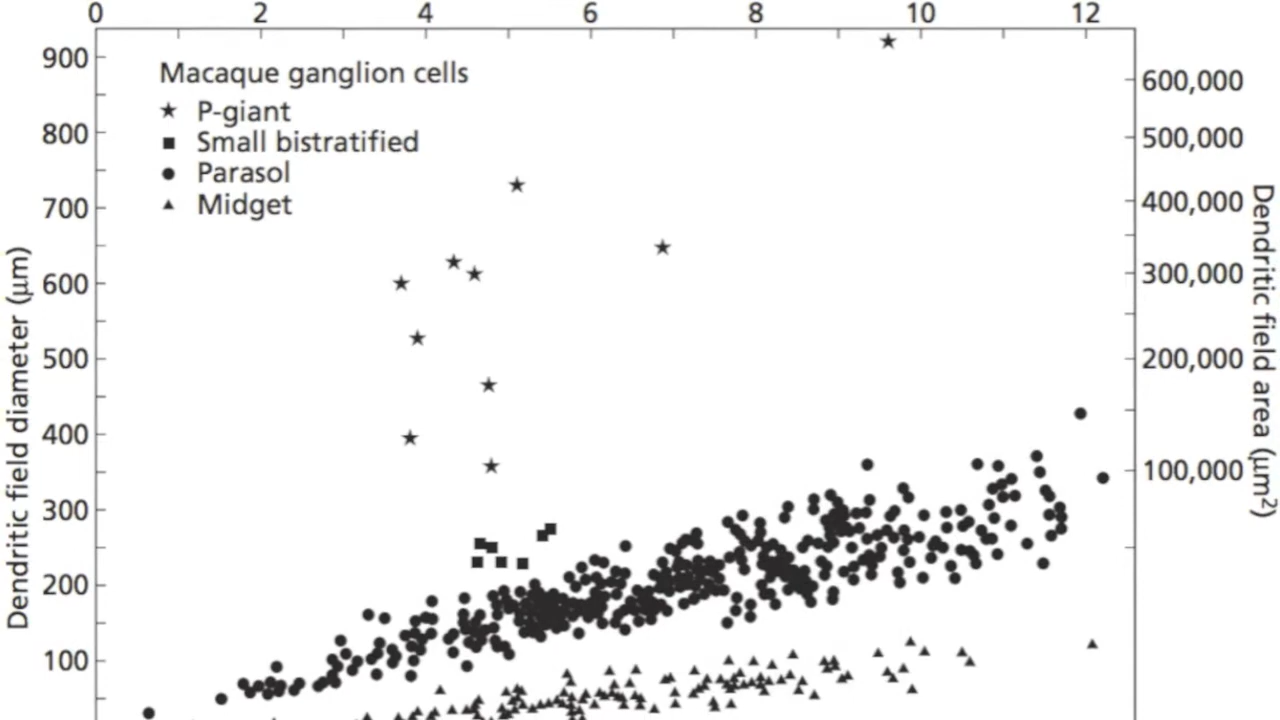 0 2 4 6 8 10 12
900
800
700
600
500
400
300
200
100
Dendritic field diameter (μm)
Macaque ganglion cells
P-giant
Small bistratified
Parasol
Midget
600,000
500,000
400,000
300,000
200,000
100,000
Dendritic field area (μm²)